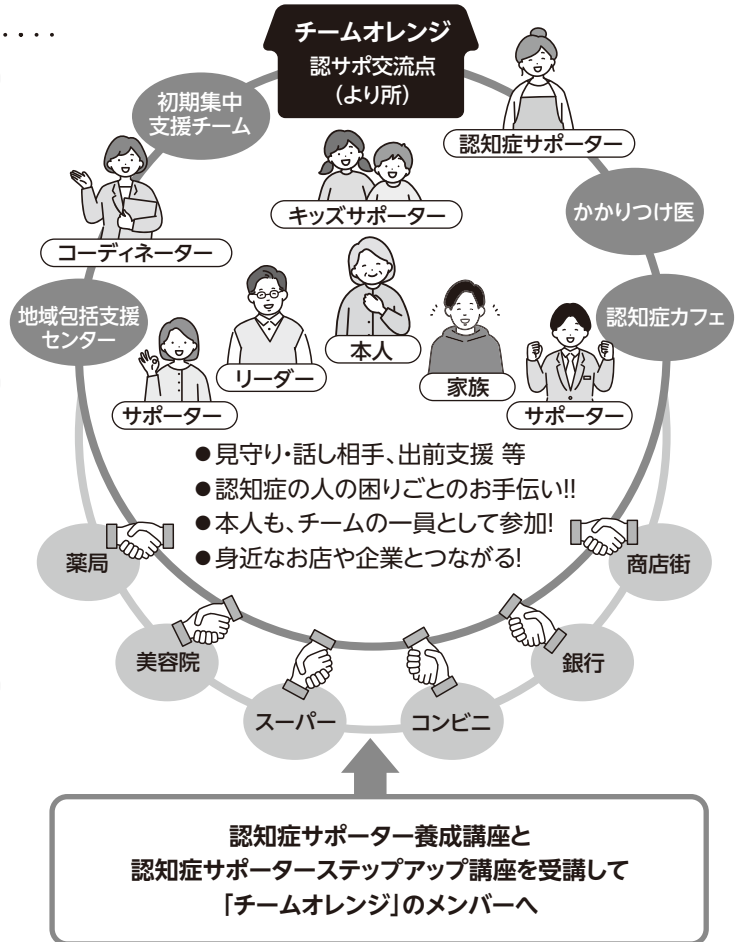 チームオレンジ
認サポ交流点
(より所)
初期集中
支援チーム
認知症サポーター
キッズサポーター
かかりつけ医
コーディネーター
地域包括支援
センター
認知症カフェ
本人
リーダー
家族
サポーター
サポーター
●見守り・話し相手、出前支援 等
●認知症の人の困りごとのお手伝い!!
●本人も、チームの一員として参加!
●身近なお店や企業とつながる!
薬局
商店街
美容院
銀行
スーパー
コンビニ
認知症サポーター養成講座と
認知症サポーターステップアップ講座を受講して
「チームオレンジ」のメンバーへ